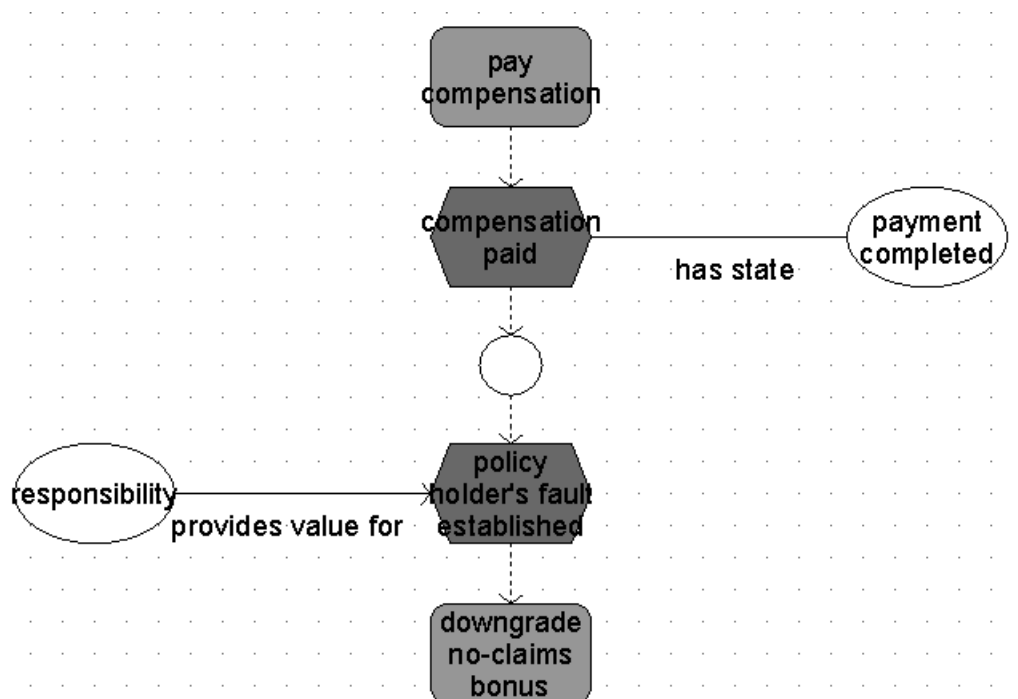 pay
compensation
compensation
paid
payment
completed
has state
policy
holder's fault
established
responsibility
provides value for
downgrade
no-claims
bonus